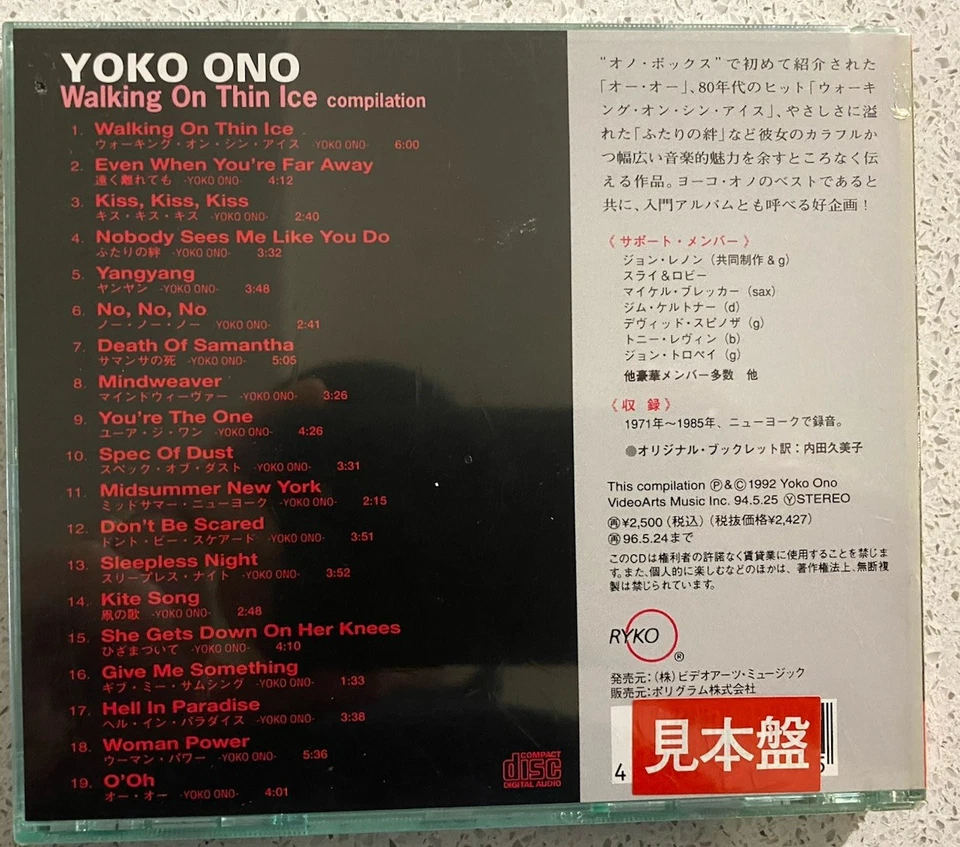 YOKO ONO
Walking On Thin Ice compilation
1. Walking On Thin Ice
ウォーキング・オン・シン・アイス -YOKO ONO- 6:00
2. Even When You're Far Away
遠く離れても -YOKO ONO- 4:12
3. Kiss, Kiss, Kiss
キス・キス・キス -YOKO ONO- 2:40
4. Nobody Sees Me Like You Do
ふたりの絆 -YOKO ONO- 3:32
5. Yangyang
ヤンヤン -YOKO ONO- 3:48
6. No, No, No
ノー・ノー・ノー YOKO ONO- 2:41
7. Death Of Samantha
サマンサの死 -YOKO ONO- 5:05
8. Mindweaver
マインドウィーヴァー -YOKO ONO- 3:26
9. You're The One
ユーア・ジ・ワン -YOKO ONO- 4:26
10. Spec Of Dust
スペック・オブ・ダスト -YOKO ONO- 3:31
11. Midsummer New York
ミッドサマー・ニューヨーク -YOKO ONO- 2:15
12. Don't Be Scared
ドント・ビー・スケアード -YOKO ONO- 3:51
13. Sleepless Night
スリープレス・ナイト -YOKO ONO- 3:52
14. Kite Song
凧の歌 -YOKO ONO- 2:48
15. She Gets Down On Her Knees
ひざまついて -YOKO ONO- 4:10
16. Give Me Something
ギブ・ミー・サムシング -YOKO ONO- 1:33
17. Hell In Paradise
ヘル・イン・パラダイス -YOKO ONO- 3:38
18. Woman Power
ウーマン・パワー -YOKO ONO- 5:36
19. O'Oh
オー・オー -YOKO ONO- 4:01
COMPACT
disc
DIGITAL AUDIO
"オノ・ボックス"で初めて紹介された
「オー・オー」、80年代のヒット「ウォーキ
ング・オン・シン・アイス」、やさしさに溢
れた「ふたりの絆」など彼女のカラフルか
つ幅広い音楽的魅力を余すところなく伝
える作品。ヨーコ・オノのベストであると
共に、入門アルバムとも呼べる好企画!
《サポート・メンバー》
ジョン・レノン(共同制作&g)
スライ&ロビー
マイケル・ブレッカー(sax)
ジム・ケルトナー(d)
デヴィッド・スピノザ(g)
トニー・レヴィン(b)
ジョン・トロペイ(g)
他豪華メンバー多数 他
《収 録》
1971年〜1985年、ニューヨークで録音。
●オリジナル・ブックレット訳:内田久美子
This compilation Ⓟ&Ⓒ 1992 Yoko Ono
VideoArts Music Inc. 94.5.25 ⓎSTEREO
㊞¥2,500(税込)(税抜価格¥2,427)
96.5.24まで
このCDは権利者の許諾なく賃貸業に使用することを禁じま
す。また、個人的に楽しむなどのほかは、著作権法上、無断複
製は禁じられています。
RYKO ®
発売元:(株)ビデオアーツ・ミュージック
販売元:ポリグラム株式会社
見本盤
4
5